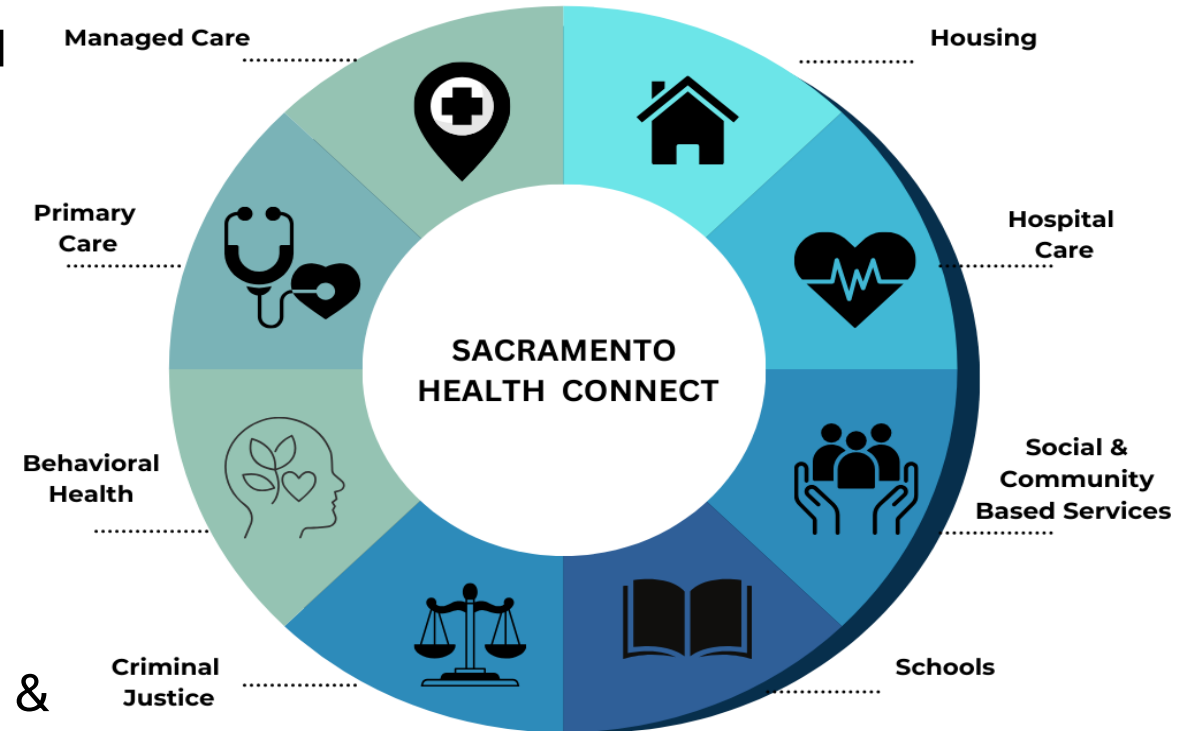 Managed Care
Housing
Primary
Care
Hospital
Care
SACRAMENTO
HEALTH CONNECT
Behavioral
Health
Social &
Community
Based Services
Criminal
Justice
Schools
&